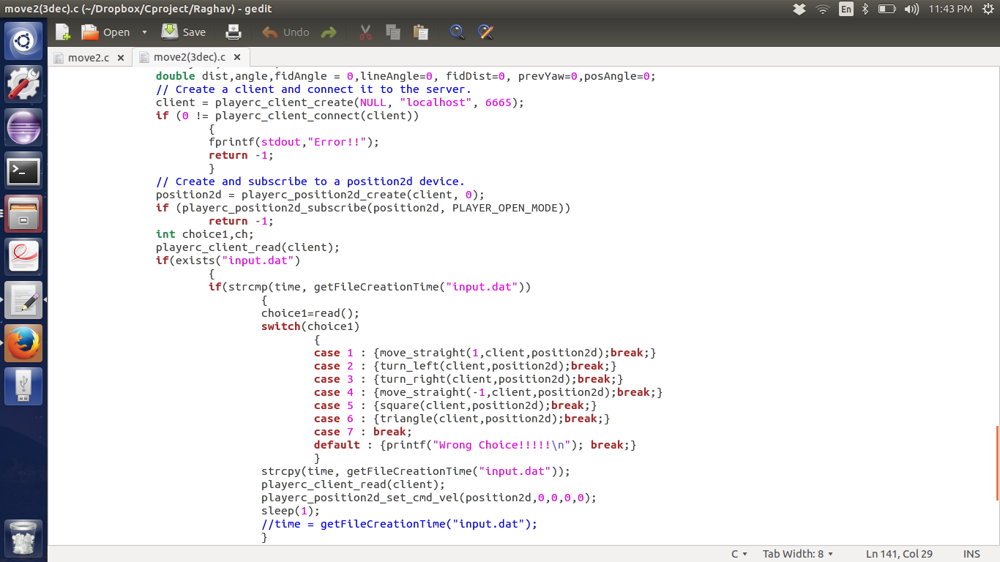 move2(3dec).c (~/Dropbox/Cproject/Raghav) - gedit
En
11:43 PM
Open
Save
Undo
move2.c
move2(3dec).c
double dist,angle,fidAngle = 0,lineAngle=0, fidDist=0, prevYaw=0,posAngle=0;
// Create a client and connect it to the server.
client = playerc_client_create(NULL, "localhost", 6665);
if (0 != playerc_client_connect(client))
{
fprintf(stdout,"Error!!");
return -1;
}
// Create and subscribe to a position2d device.
position2d = playerc_position2d_create(client, 0);
if (playerc_position2d_subscribe(position2d, PLAYER_OPEN_MODE))
return -1;
int choice1,ch;
playerc_client_read(client);
if(exists("input.dat")
{
if(strcmp(time, getFileCreationTime("input.dat"))
{
choice1=read();
switch(choice1)
{
case 1 : {move_straight(1,client,position2d);break;}
case 2 : {turn_left(client,position2d);break;}
case 3 : {turn_right(client,position2d);break;}
case 4 : {move_straight(-1,client,position2d);break;}
case 5 : {square(client,position2d);break;}
case 6 : {triangle(client,position2d);break;}
case 7 : break;
default : {printf("Wrong Choice!!!!!\n"); break;}
}
strcpy(time, getFileCreationTime("input.dat"));
playerc_client_read(client);
playerc_position2d_set_cmd_vel(position2d,0,0,0,0);
sleep(1);
//time = getFileCreationTime("input.dat");
}
C
Tab Width: 8
Ln 141, Col 29
INS